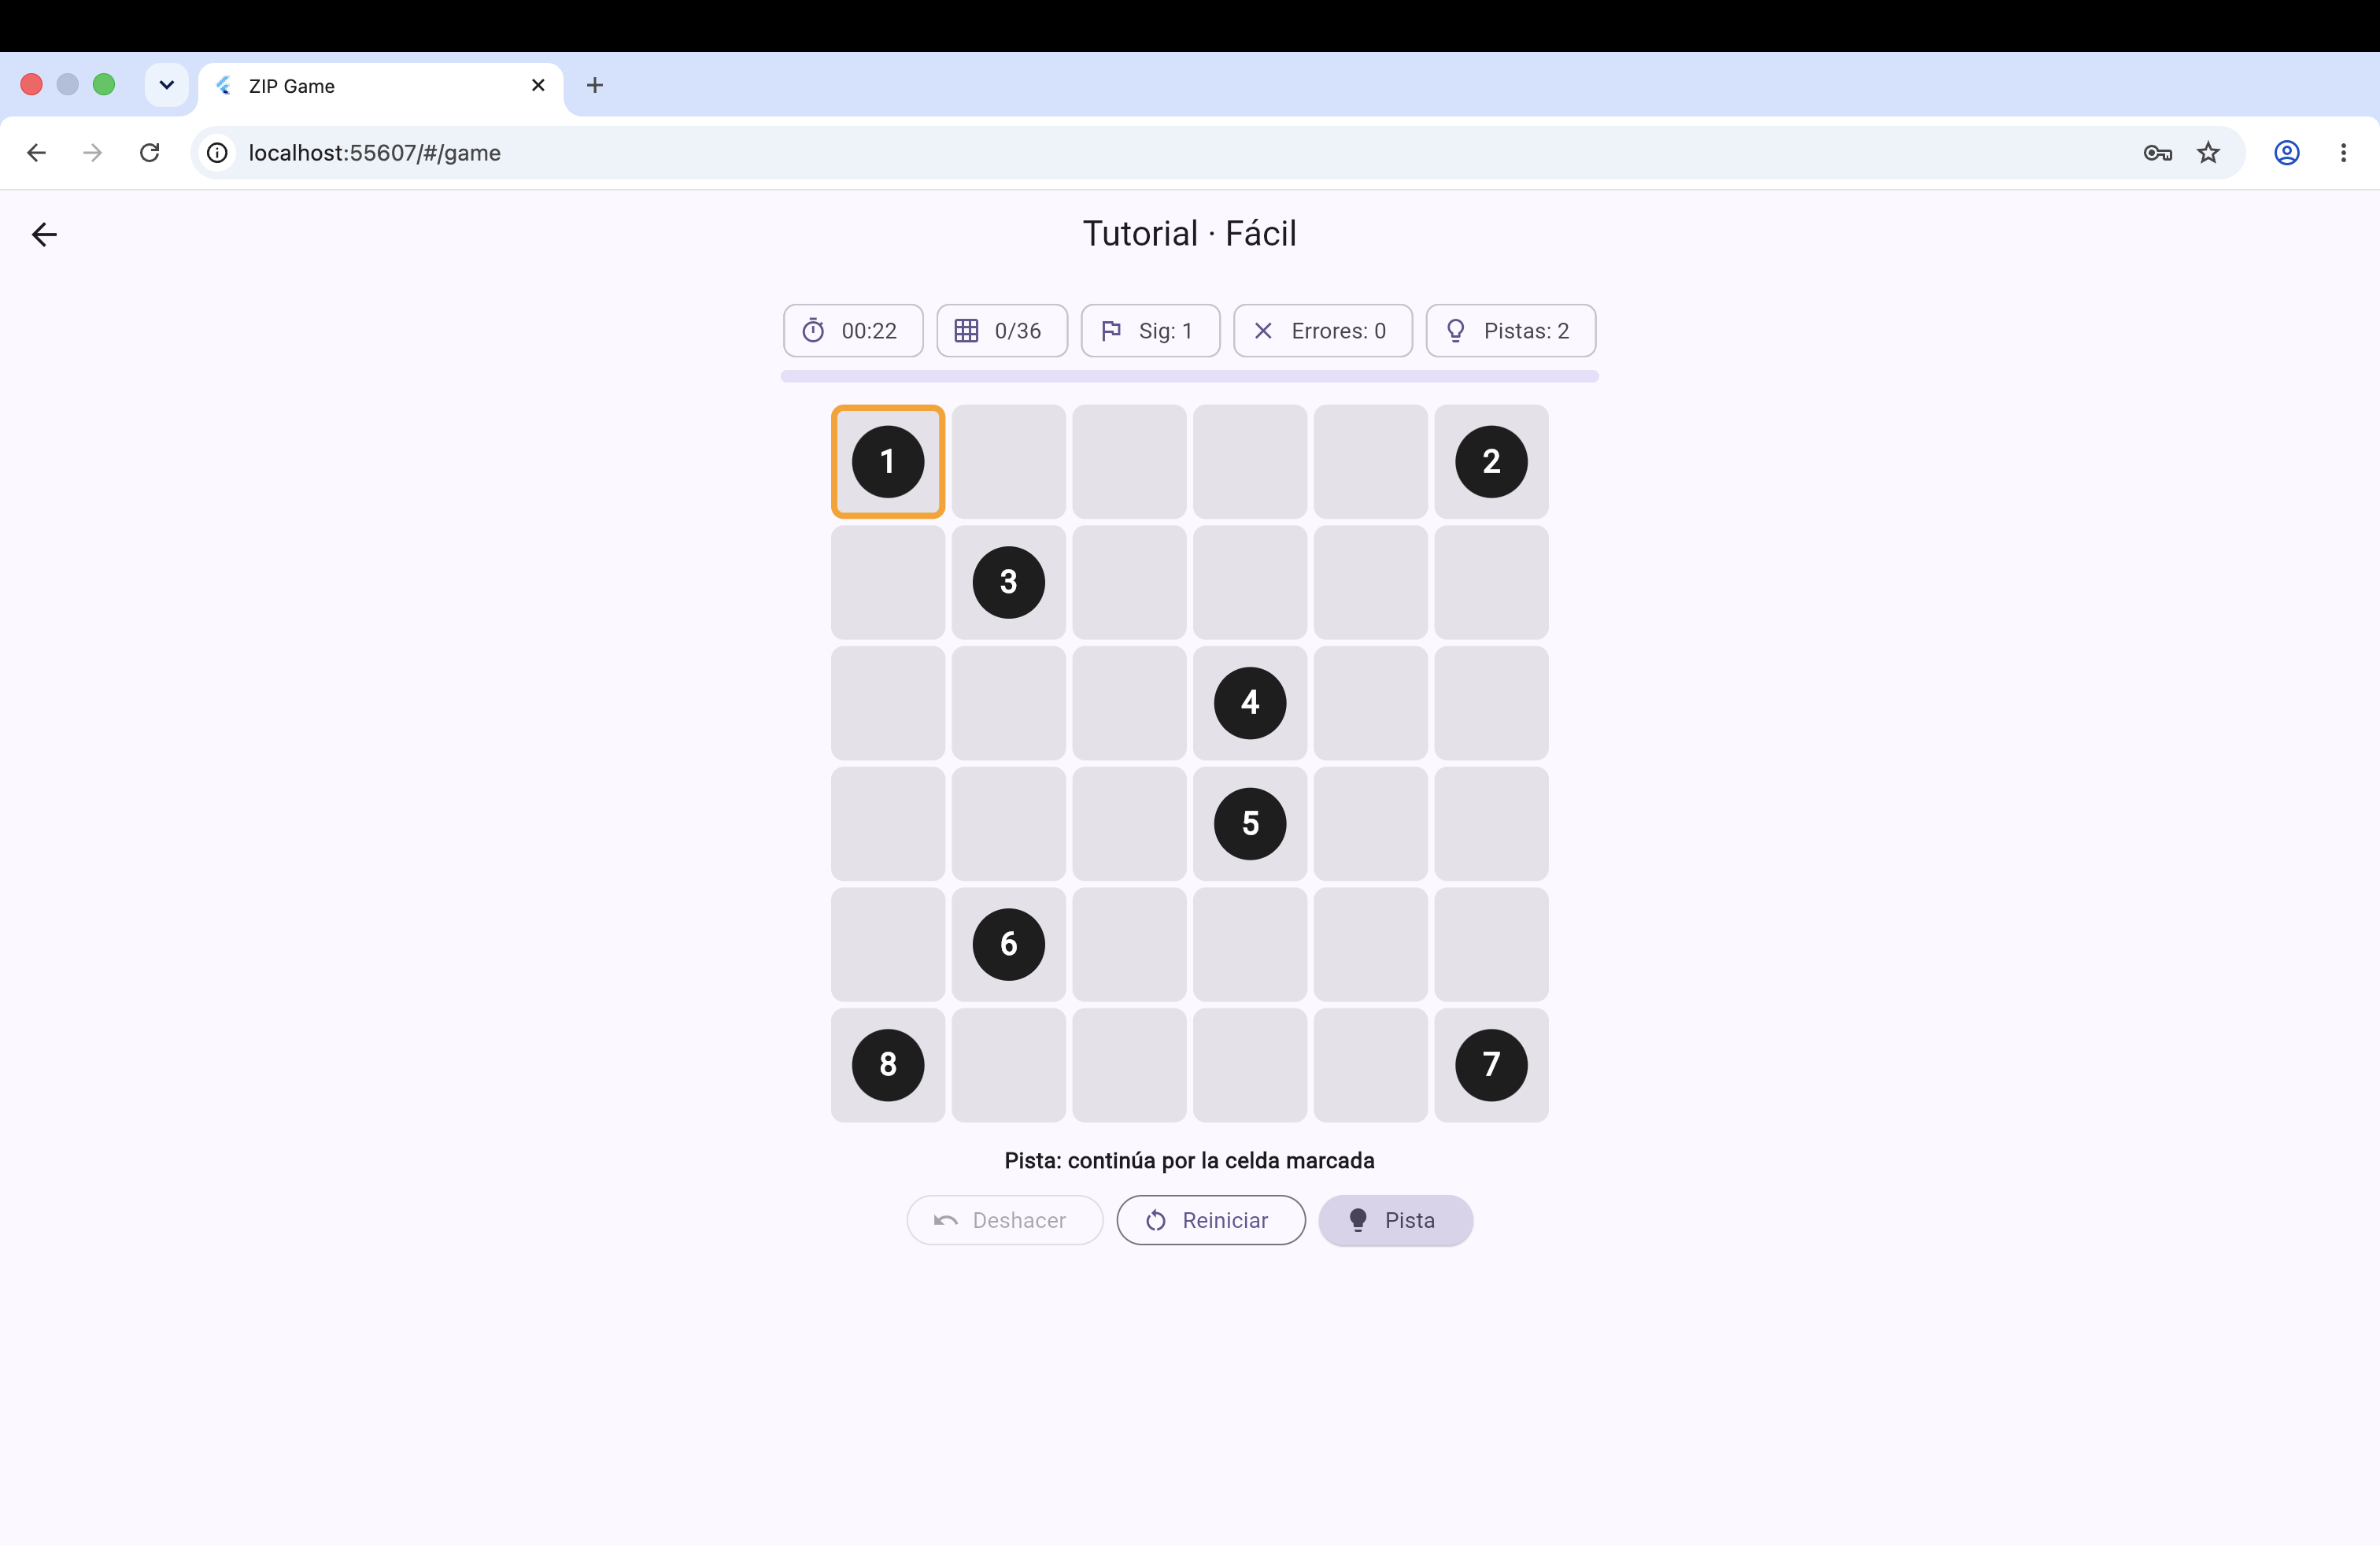 ZIP Game
localhost:55607/#/game
Tutorial · Fácil
00:22 0/36 Sig: 1 Errores: 0 Pistas: 2
1 2
3
4
5
6
8 7
Pista: continúa por la celda marcada
Deshacer Reiniciar Pista